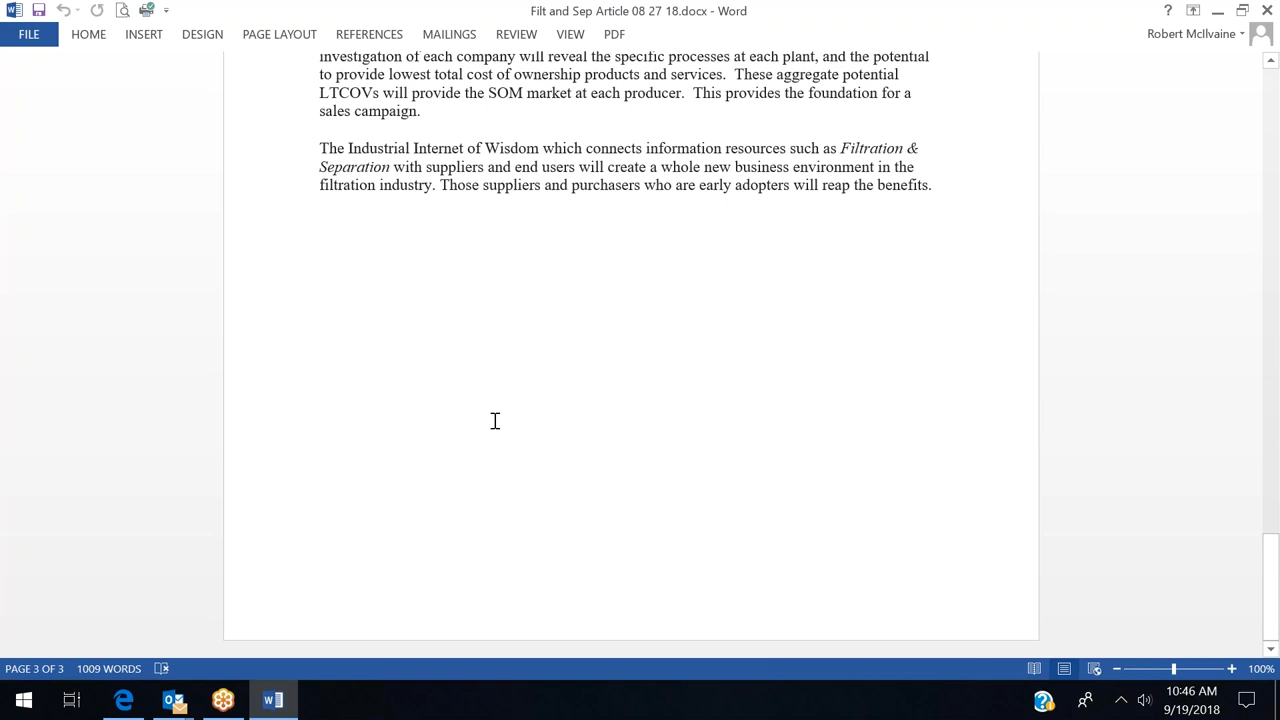 Filt and Sep Article 08 27 18.docx - Word
?
FILE HOME INSERT DESIGN PAGE LAYOUT REFERENCES MAILINGS REVIEW VIEW PDF Robert McIlvaine
investigation of each company will reveal the specific processes at each plant, and the potential
to provide lowest total cost of ownership products and services.  These aggregate potential
LTCOVs will provide the SOM market at each producer.  This provides the foundation for a
sales campaign.
The Industrial Internet of Wisdom which connects information resources such as Filtration &
Separation with suppliers and end users will create a whole new business environment in the
filtration industry. Those suppliers and purchasers who are early adopters will reap the benefits.
PAGE 3 OF 3 1009 WORDS 100%
10:46 AM
9/19/2018